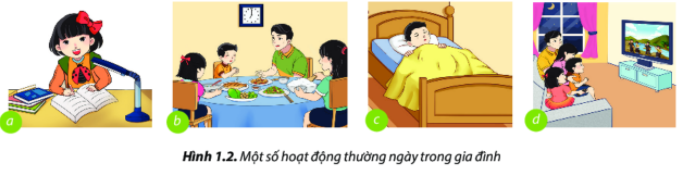 a
b
c
d
Hình 1.2. Một số hoạt động thường ngày trong gia đình